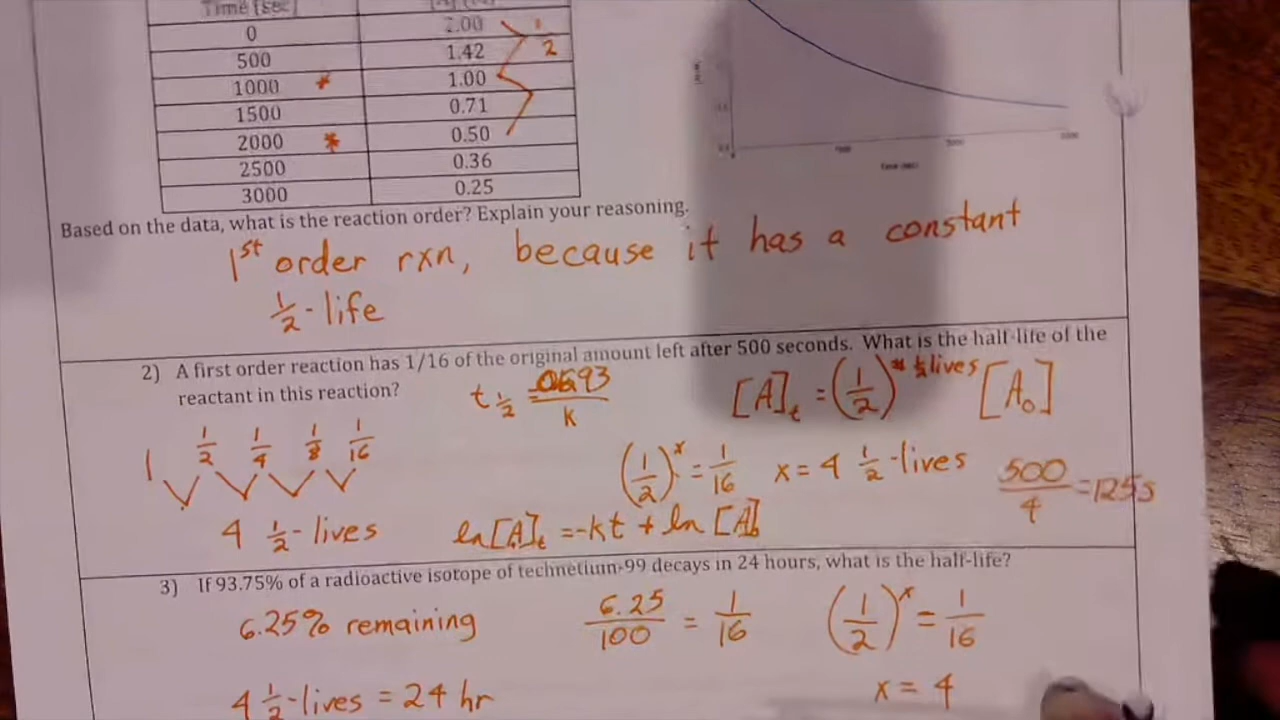 Time (sec)
0 2.00
500 1.42
1000 * 1.00
1500 0.71
2000 * 0.50
2500 0.36
3000 0.25
1/2
Based on the data, what is the reaction order? Explain your reasoning.
1st order rxn, because it has a constant
1/2-life
2) A first order reaction has 1/16 of the original amount left after 500 seconds. What is the half-life of the
reactant in this reaction?
t 1/2 = 0.693/k
[A]t = (1/2)^# 1/2 lives [A0]
1 1/2 1/4 1/8 1/16
(1/2)^x = 1/16 x = 4 1/2-lives
500/4 = 125s
4 1/2-lives
ln[A]t = -kt + ln[A]0
3) If 93.75% of a radioactive isotope of technetium-99 decays in 24 hours, what is the half-life?
6.25% remaining 6.25/100 = 1/16 (1/2)^x = 1/16
4 1/2-lives = 24 hr x = 4